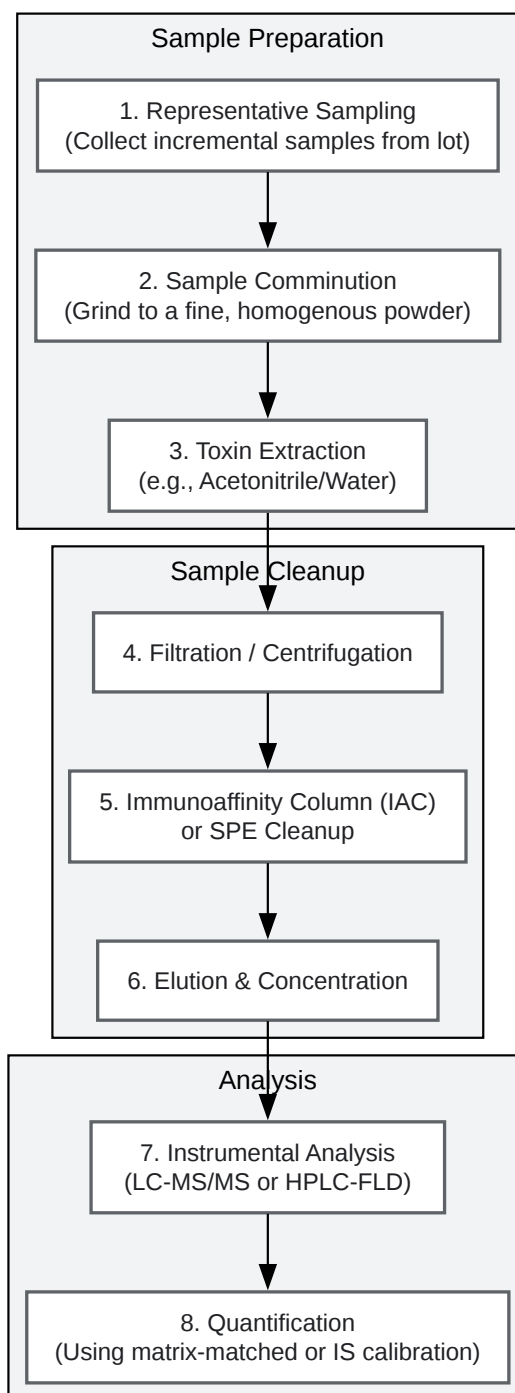 Sample Preparation
1. Representative Sampling
(Collect incremental samples from lot)
2. Sample Comminution
(Grind to a fine, homogenous powder)
3. Toxin Extraction
(e.g., Acetonitrile/Water)
Sample Cleanup
4. Filtration / Centrifugation
5. Immunoaffinity Column (IAC)
or SPE Cleanup
6. Elution & Concentration
Analysis
7. Instrumental Analysis
(LC-MS/MS or HPLC-FLD)
8. Quantification
(Using matrix-matched or IS calibration)